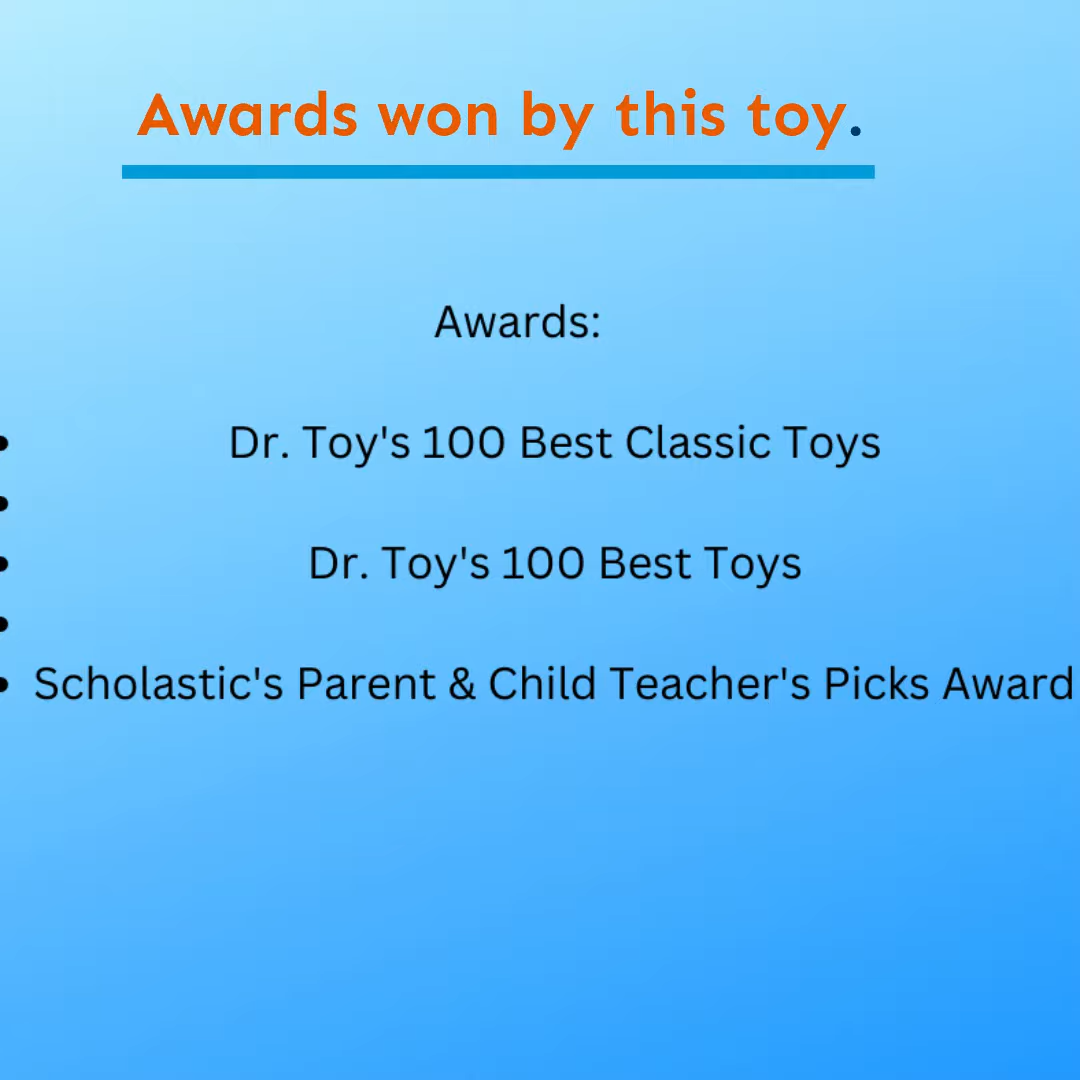 Awards won by this toy.
Awards:
Dr. Toy's 100 Best Classic Toys
Dr. Toy's 100 Best Toys
Scholastic's Parent & Child Teacher's Picks Award